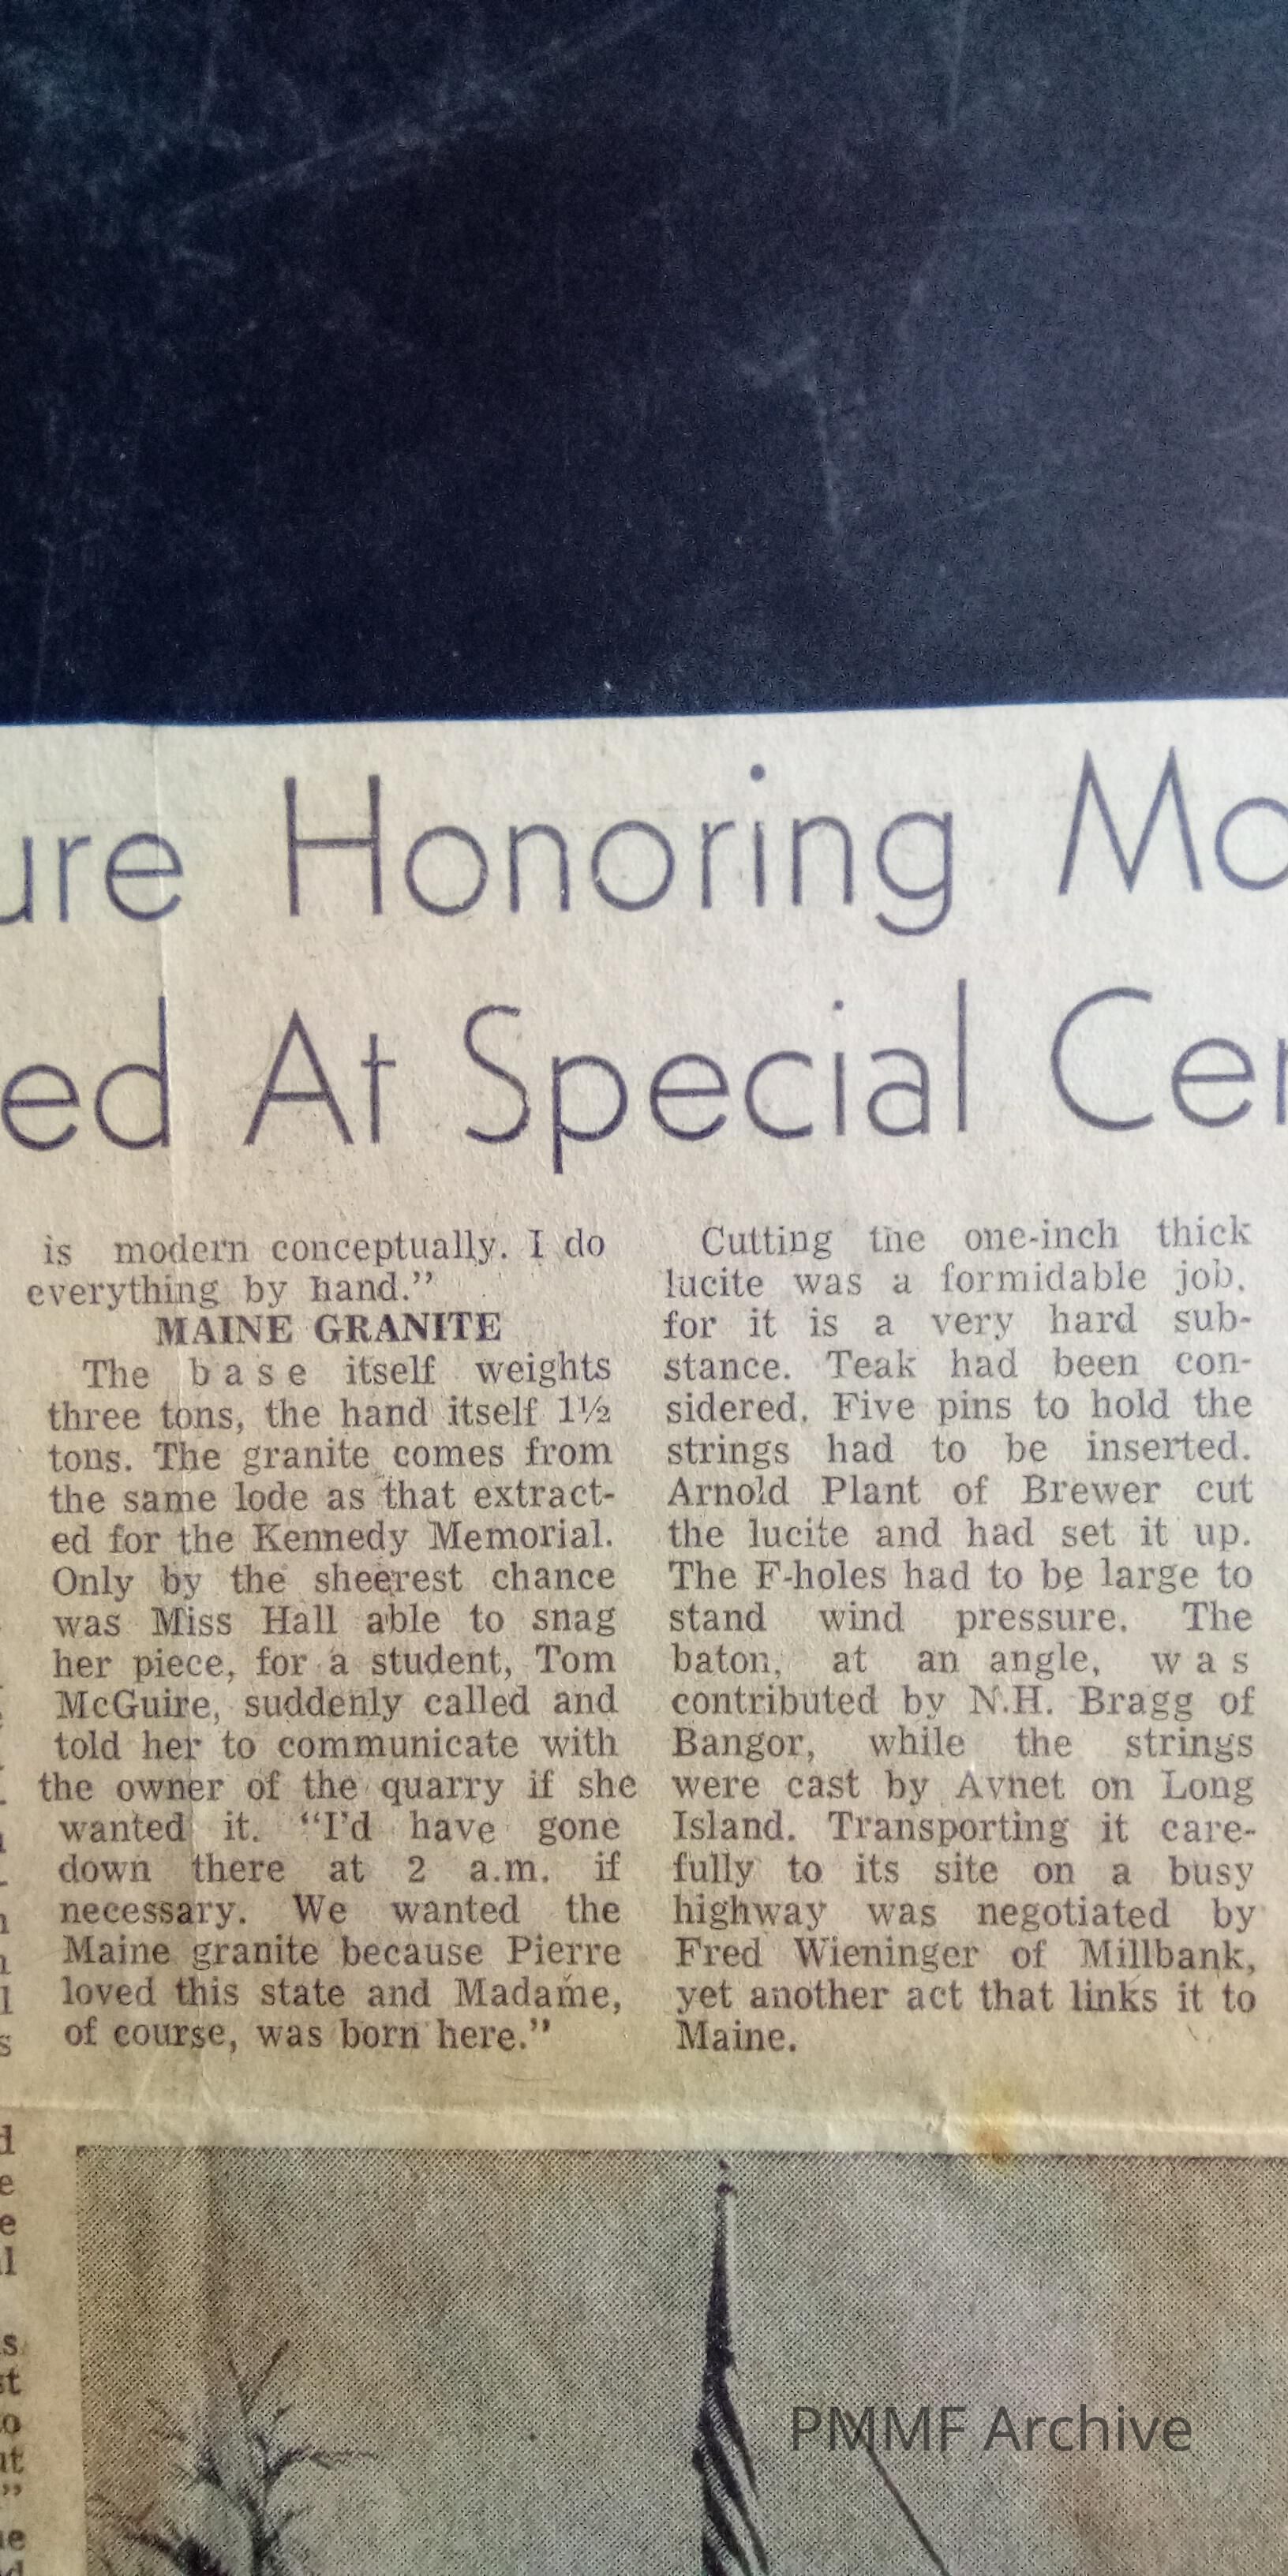 ure Honoring Mo
ed At Special Cer
is modern conceptually. I do
everything by hand.”
MAINE GRANITE
The base itself weights
three tons, the hand itself 1½
tons. The granite comes from
the same lode as that extract-
ed for the Kennedy Memorial.
Only by the sheerest chance
was Miss Hall able to snag
her piece, for a student, Tom
McGuire, suddenly called and
told her to communicate with
the owner of the quarry if she
wanted it. “I’d have gone
down there at 2 a.m. if
necessary. We wanted the
Maine granite because Pierre
loved this state and Madame,
of course, was born here.”
Cutting the one-inch thick
lucite was a formidable job,
for it is a very hard sub-
stance. Teak had been con-
sidered. Five pins to hold the
strings had to be inserted.
Arnold Plant of Brewer cut
the lucite and had set it up.
The F-holes had to be large to
stand wind pressure. The
baton, at an angle, was
contributed by N.H. Bragg of
Bangor, while the strings
were cast by Avnet on Long
Island. Transporting it care-
fully to its site on a busy
highway was negotiated by
Fred Wieninger of Millbank,
yet another act that links it to
Maine.
PMMF Archive